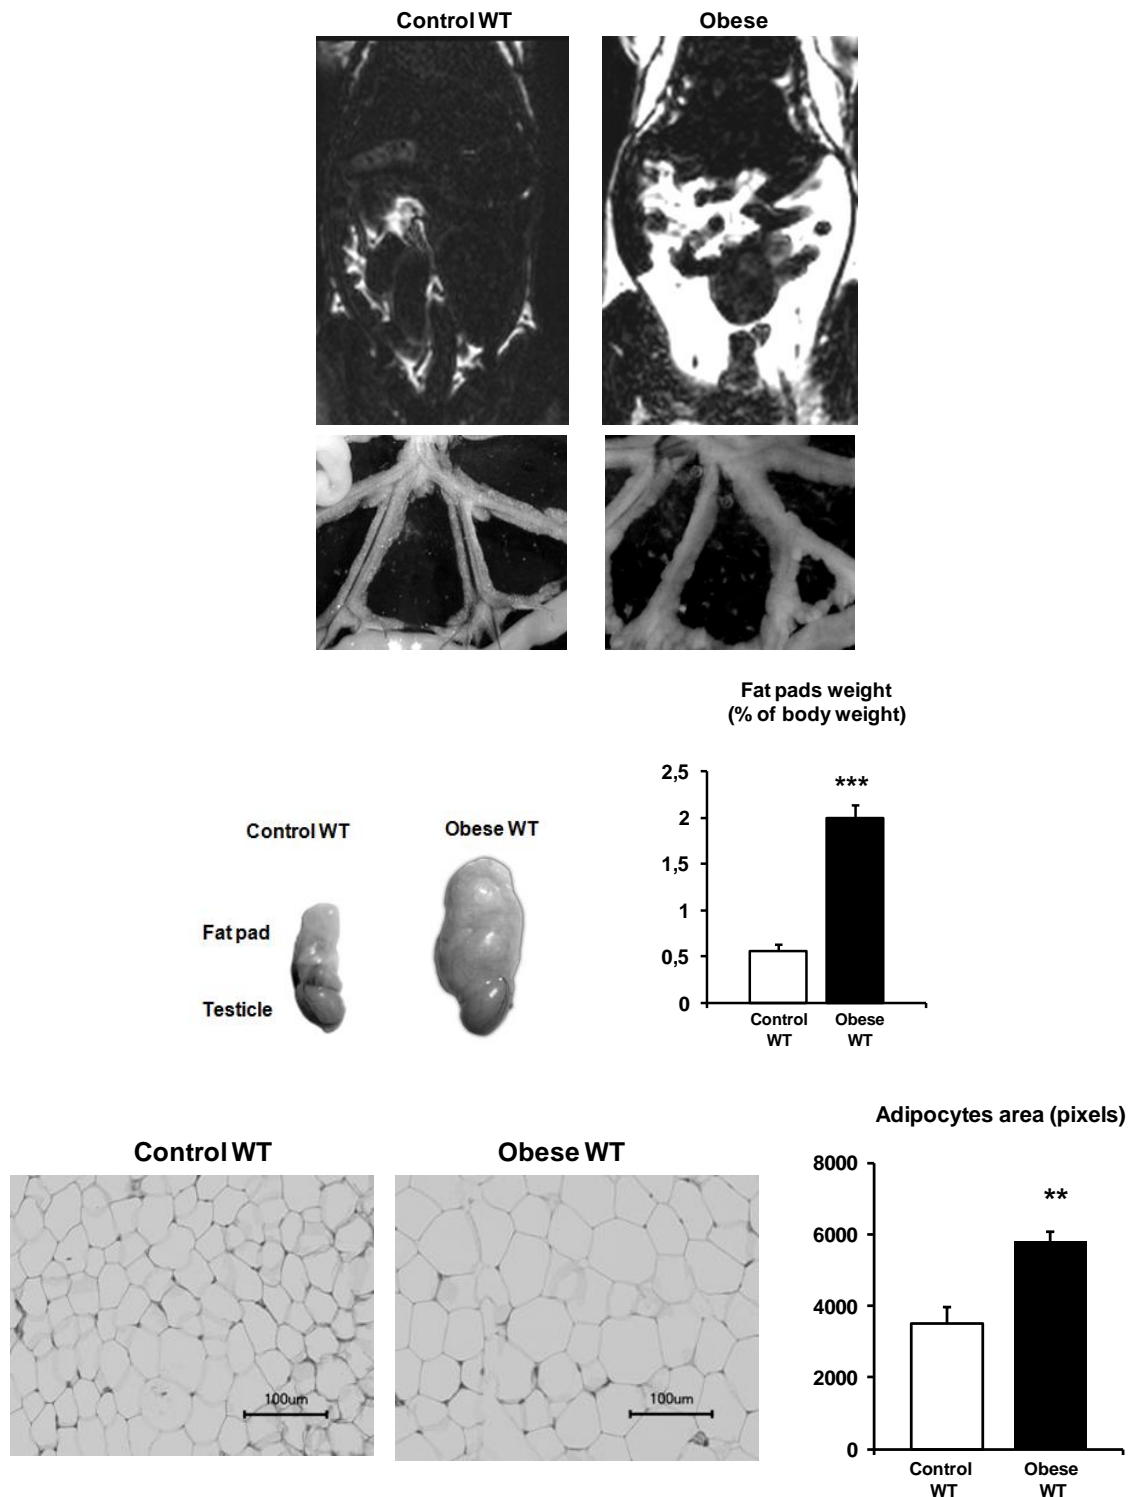 Control WT
Obese
Fat pads weight
(% of body weight)
2,5
2
1,5
1
0,5
0
***
Control
WT
Obese
WT
Control WT
Obese WT
Fat pad
Testicle
Adipocytes area (pixels)
8000
6000
4000
2000
0
**
Control
WT
Obese
WT
Control WT
Obese WT
100um
100um